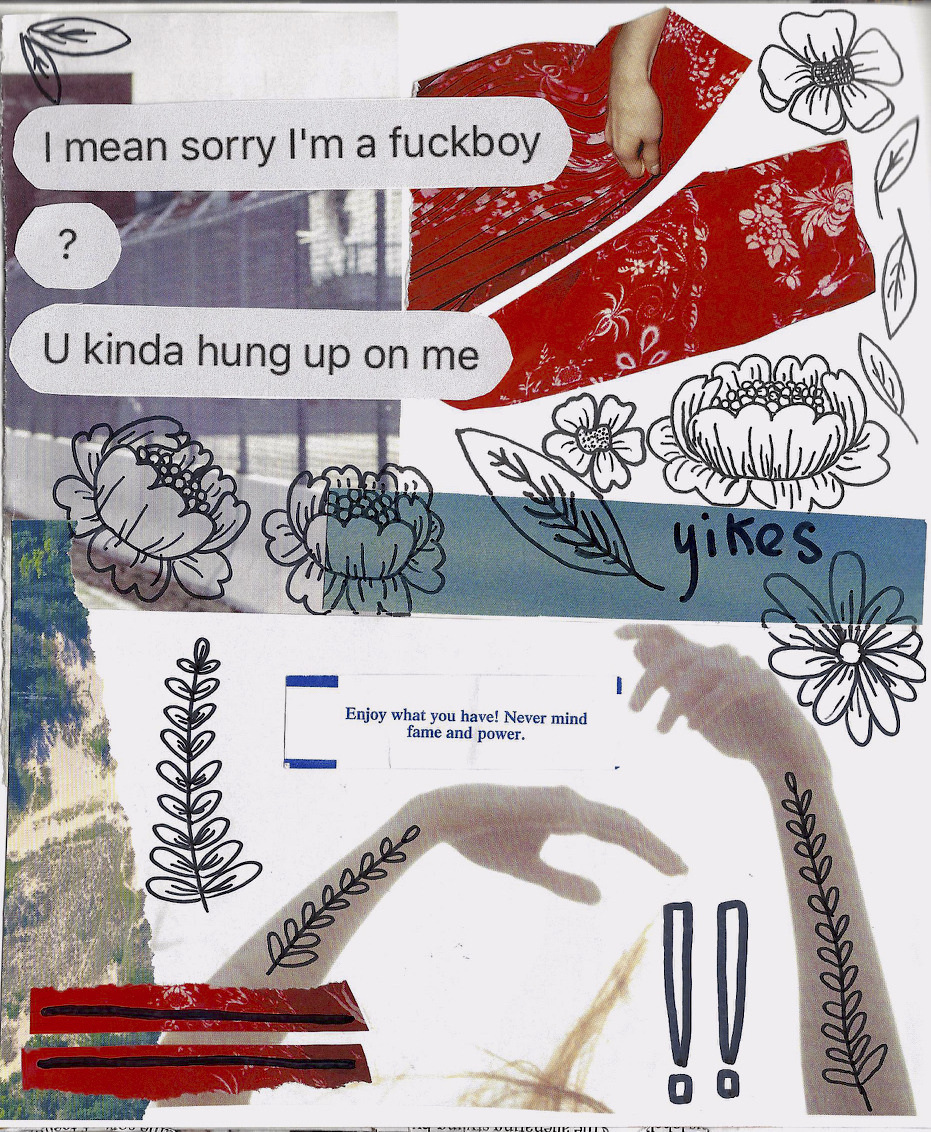 I mean sorry I'm a fuckboy
?
U kinda hung up on me
yikes
Enjoy what you have! Never mind
fame and power.
!!